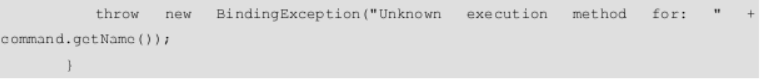 throw new BindingException("Unknown execution method for: " +
command.getName());
}